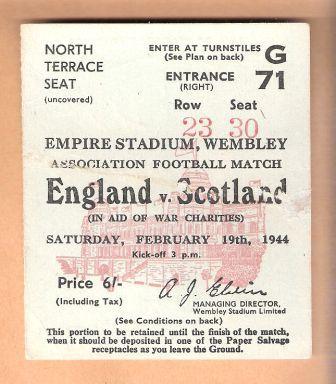 NORTH
TERRACE
SEAT
(uncovered)
ENTER AT TURNSTILES G
(See Plan on back)
ENTRANCE 71
(RIGHT)
Row Seat
23 30
EMPIRE STADIUM, WEMBLEY
ASSOCIATION FOOTBALL MATCH
England v. Scotland
(IN AID OF WAR CHARITIES)
SATURDAY, FEBRUARY 19th, 1944
Kick-off 3 p.m.
Price 6/-
(Including Tax)
A J Elvin
MANAGING DIRECTOR,
Wembley Stadium Limited
(See Conditions on back)
This portion to be retained until the finish of the match,
when it should be deposited in one of the Paper Salvage
receptacles as you leave the Ground.